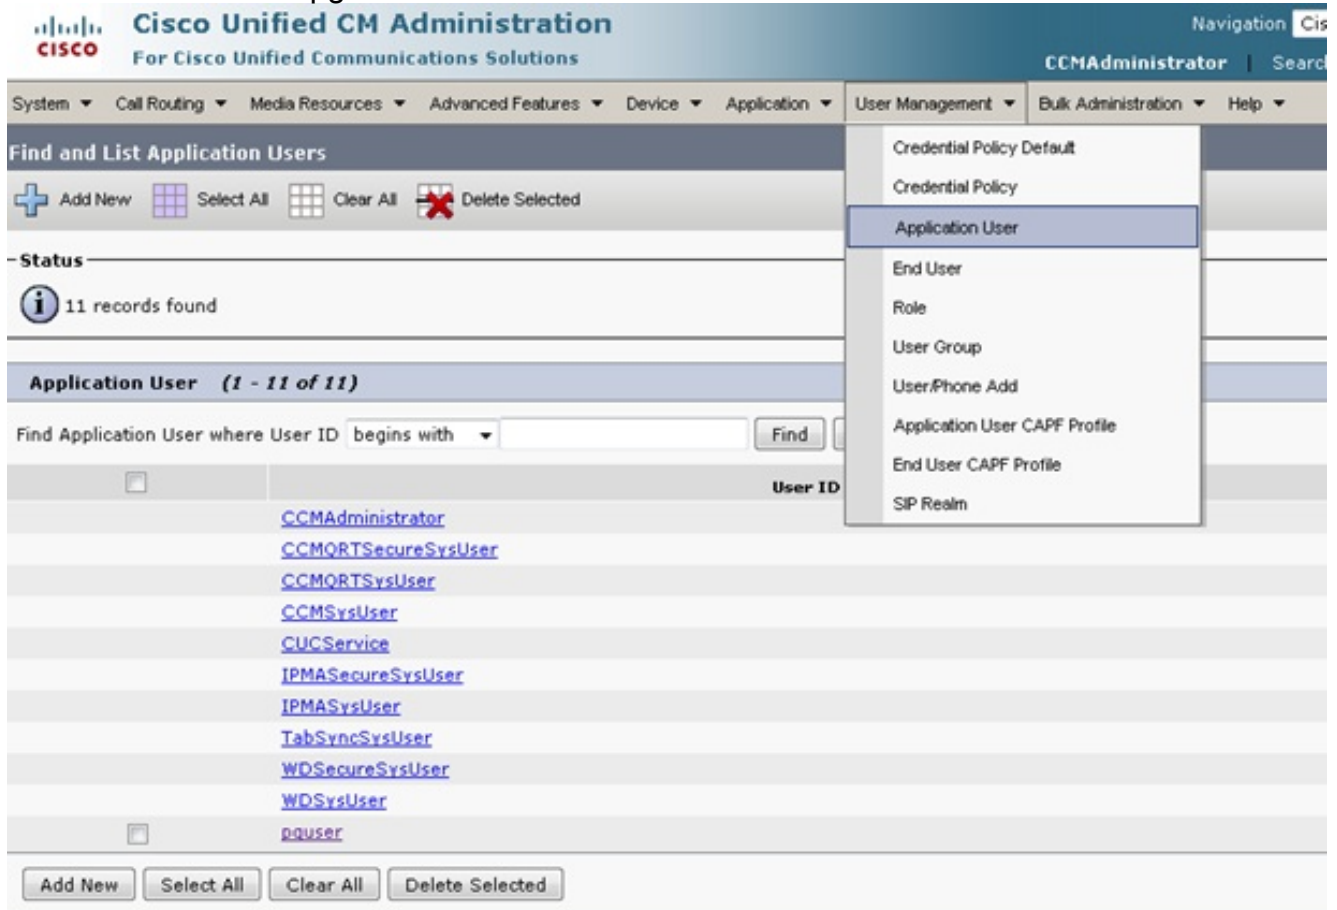 Cisco Unified CM Administration
CISCO
For Cisco Unified Communications Solutions
Navigation Cis
CCMAdministrator | Search
System Call Routing Media Resources Advanced Features Device Application User Management Bulk Administration Help
Find and List Application Users
Add New Select All Clear All Delete Selected
Credential Policy Default
Credential Policy
Application User
End User
Role
User Group
User/Phone Add
Application User CAPF Profile
End User CAPF Profile
SIP Realm
Status
11 records found
Application User (1 - 11 of 11)
Find Application User where User ID begins with Find
User ID
CCMAdministrator
CCMQRTSecureSysUser
CCMQRTSysUser
CCMSysUser
CUCService
IPMASecureSysUser
IPMASysUser
TabSyncSysUser
WDSecureSysUser
WDSysUser
pguser
Add New Select All Clear All Delete Selected